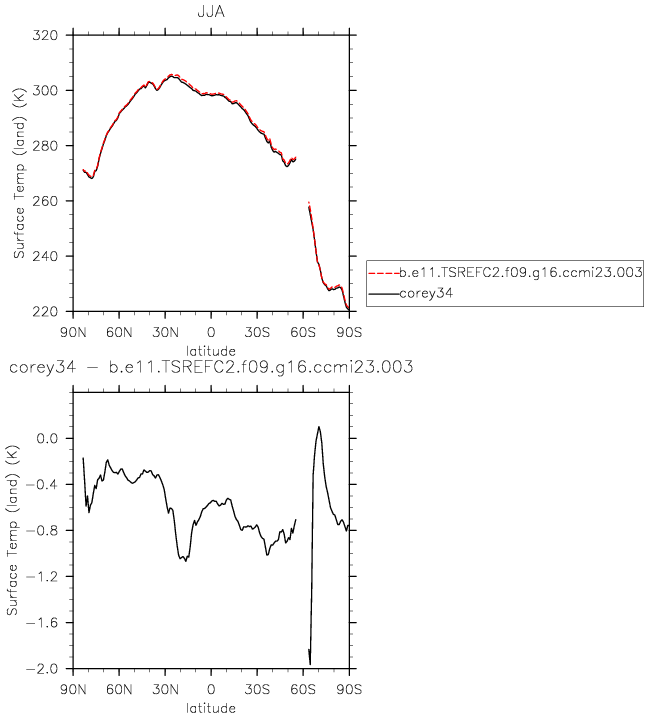 JJA
320
300
280
260
240
220
Surface Temp (land) (K)
90N 60N 30N 0 30S 60S 90S
latitude
b.e11.TSREFC2.f09.g16.ccmi23.003
corey34
corey34 − b.e11.TSREFC2.f09.g16.ccmi23.003
0.0
−0.4
−0.8
−1.2
−1.6
−2.0
Surface Temp (land) (K)
90N 60N 30N 0 30S 60S 90S
latitude